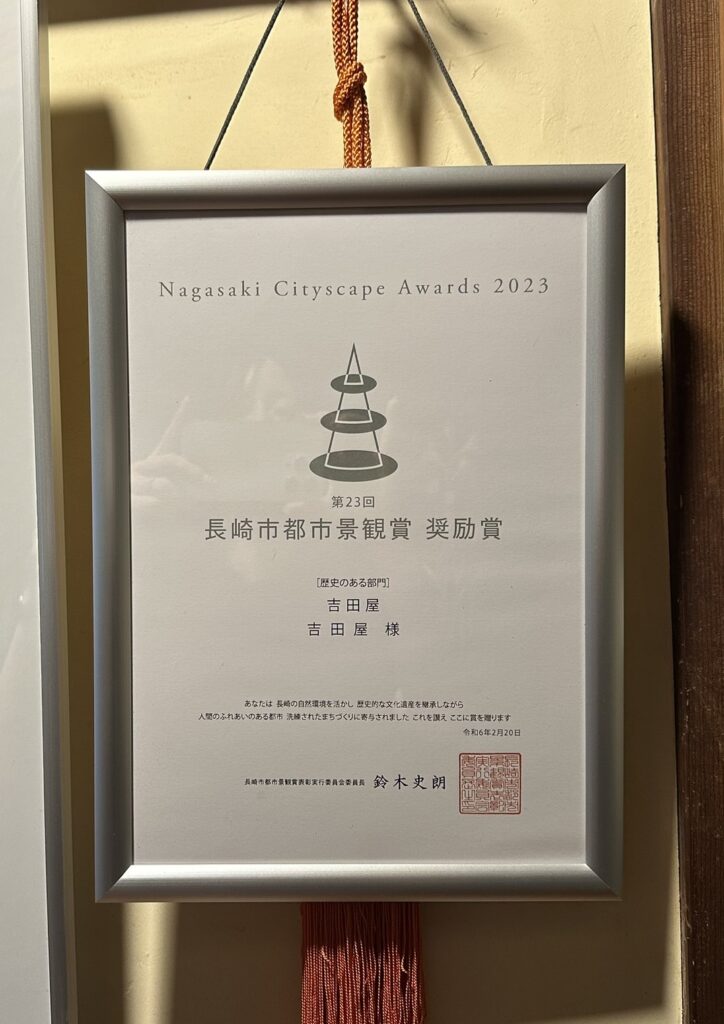 Nagasaki Cityscape Awards 2023
第23回
長崎市都市景観賞 奨励賞
［歴史のある部門］
吉田屋
吉田屋 様
あなたは 長崎の自然環境を活かし 歴史的な文化遺産を継承しながら
人間のふれあいのある都市 洗練されたまちづくりに寄与されました これを讃え ここに賞を贈ります
令和6年2月20日
長崎市都市景観賞表彰実行委員会委員長 鈴木史朗